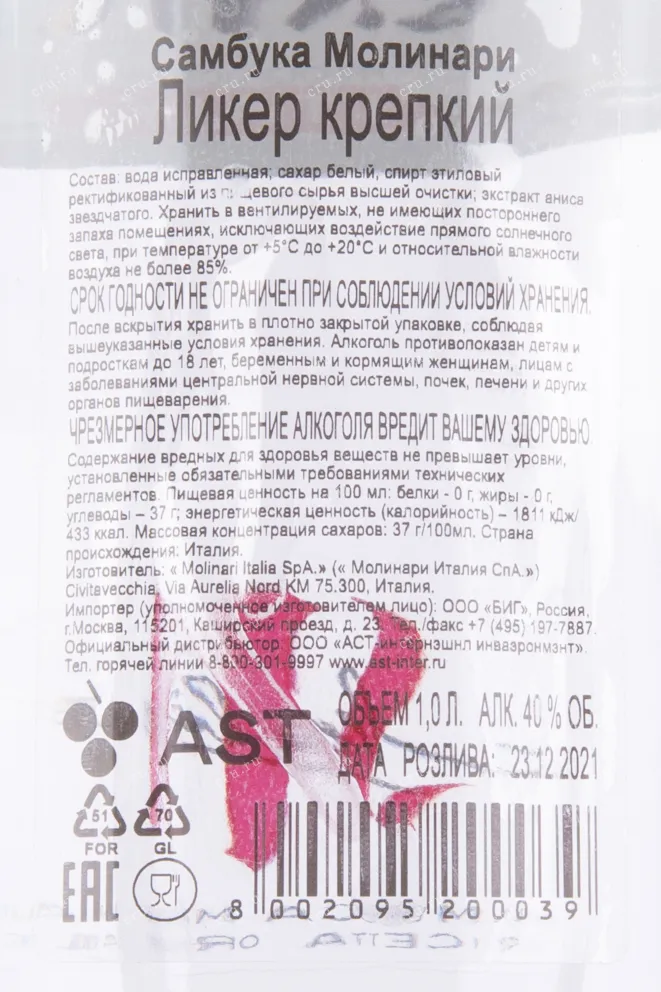 Самбука Молинари
Ликер крепкий
Состав: вода исправленная; сахар белый, спирт этиловый
ректификованный из пищевого сырья высшей очистки; экстракт аниса
звездчатого. Хранить в вентилируемых, не имеющих постороннего
запаха помещениях, исключающих воздействие прямого солнечного
света, при температуре от +5°С до +20°С и относительной влажности
воздуха не более 85%.
СРОК ГОДНОСТИ НЕ ОГРАНИЧЕН ПРИ СОБЛЮДЕНИИ УСЛОВИЙ ХРАНЕНИЯ.
После вскрытия хранить в плотно закрытой упаковке, соблюдая
вышеуказанные условия хранения. Алкоголь противопоказан детям и
подросткам до 18 лет, беременным и кормящим женщинам, лицам с
заболеваниями центральной нервной системы, почек, печени и других
органов пищеварения.
ЧРЕЗМЕРНОЕ УПОТРЕБЛЕНИЕ АЛКОГОЛЯ ВРЕДИТ ВАШЕМУ ЗДОРОВЬЮ
Содержание вредных для здоровья веществ не превышает уровни,
установленные обязательными требованиями технических
регламентов. Пищевая ценность на 100 мл: белки - 0 г, жиры - 0 г,
углеводы – 37 г; энергетическая ценность (калорийность) – 1811 кДж/
433 ккал. Массовая концентрация сахаров: 37 г/100мл. Страна
происхождения: Италия.
Изготовитель: « Molinari Italia SpA.» (« Молинари Италия СпА.»)
Civitavecchia, Via Aurelia Nord KM 75.300, Италия.
Импортер (уполномоченное изготовителем лицо): ООО «БИГ», Россия,
г.Москва, 115201, Каширский проезд, д. 23. тел./факс +7 (495) 197-7887.
Официальный дистрибьютор: ООО «АСТ-интернэшнл инваэронмэнт».
Тел. горячей линии 8-800-301-9997 www.ast-inter.ru
AST
ОБЪЕМ 1,0 Л. АЛК. 40 % ОБ.
ДАТА РОЗЛИВА: 23.12.2021
51 70
FOR GL
EAC
8 002095 200039